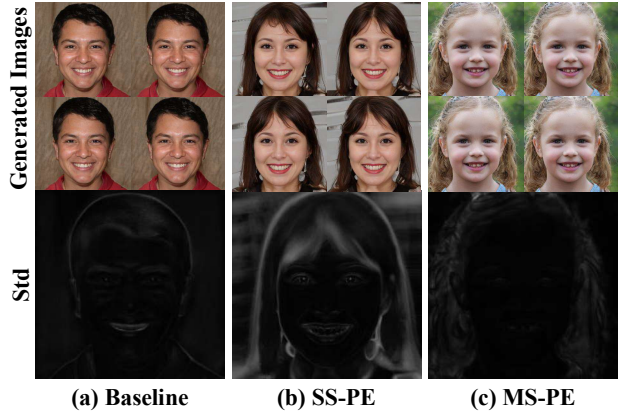 Generated Images
Std
(a) Baseline
(b) SS-PE
(c) MS-PE